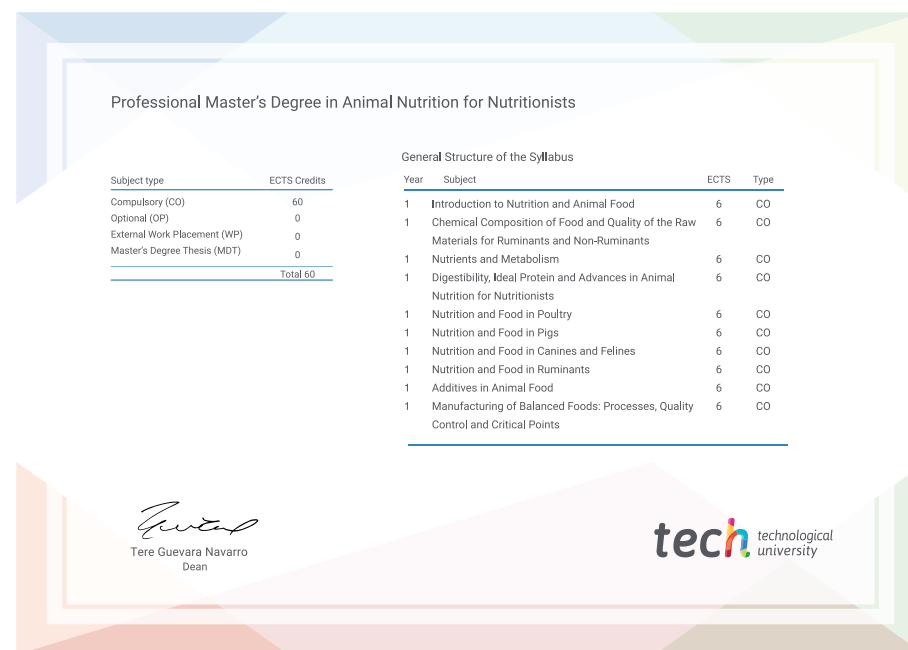 Professional Master's Degree in Animal Nutrition for Nutritionists
Subject type ECTS Credits
Compulsory (CO) 60
Optional (OP) 0
External Work Placement (WP) 0
Master's Degree Thesis (MDT) 0
Total 60
General Structure of the Syllabus
Year Subject ECTS Type
1 Introduction to Nutrition and Animal Food 6 CO
1 Chemical Composition of Food and Quality of the Raw 6 CO
Materials for Ruminants and Non-Ruminants
1 Nutrients and Metabolism 6 CO
1 Digestibility, Ideal Protein and Advances in Animal 6 CO
Nutrition for Nutritionists
1 Nutrition and Food in Poultry 6 CO
1 Nutrition and Food in Pigs 6 CO
1 Nutrition and Food in Canines and Felines 6 CO
1 Nutrition and Food in Ruminants 6 CO
1 Additives in Animal Food 6 CO
1 Manufacturing of Balanced Foods: Processes, Quality 6 CO
Control and Critical Points
Tere Guevara Navarro
Dean
tech technological
university